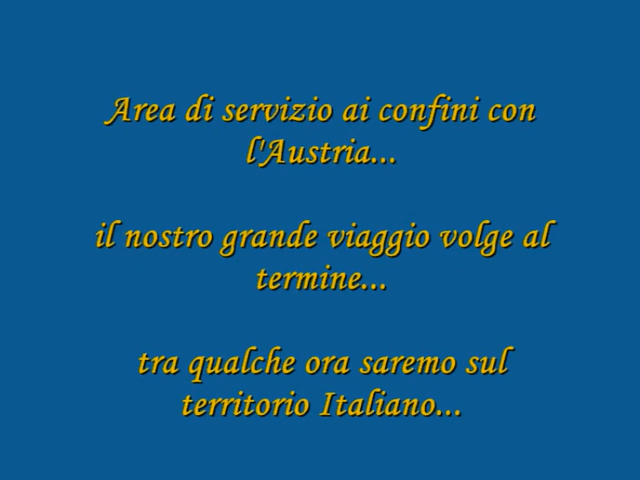 Area di servizio ai confini con
l'Austria...
il nostro grande viaggio volge al
termine...
tra qualche ora saremo sul
territorio Italiano...